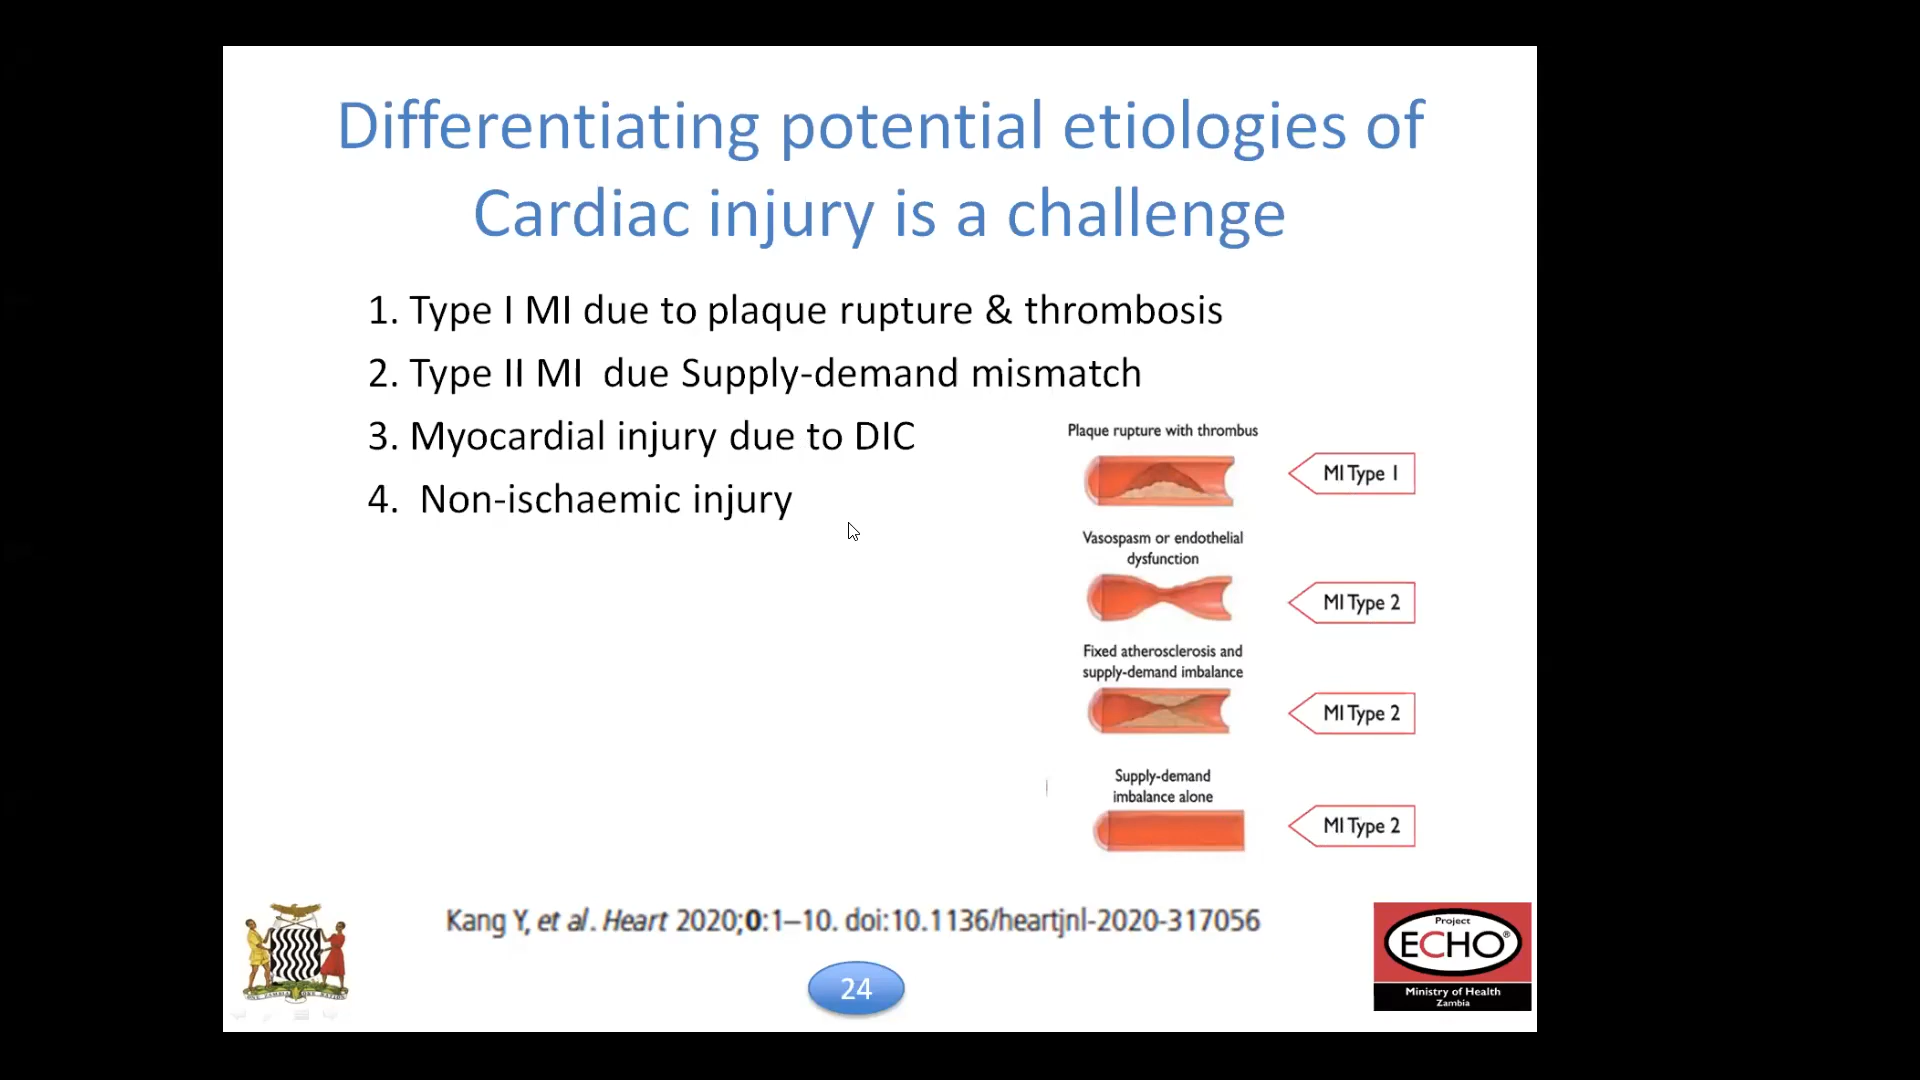 Differentiating potential etiologies of
Cardiac injury is a challenge
1. Type I MI due to plaque rupture & thrombosis
2. Type II MI due Supply-demand mismatch
3. Myocardial injury due to DIC
4. Non-ischaemic injury
Plaque rupture with thrombus
MI Type 1
Vasospasm or endothelial
dysfunction
MI Type 2
Fixed atherosclerosis and
supply-demand imbalance
MI Type 2
Supply-demand
imbalance alone
MI Type 2
Kang Y, et al. Heart 2020;0:1–10. doi:10.1136/heartjnl-2020-317056
24
Project
ECHO®
Ministry of Health
Zambia